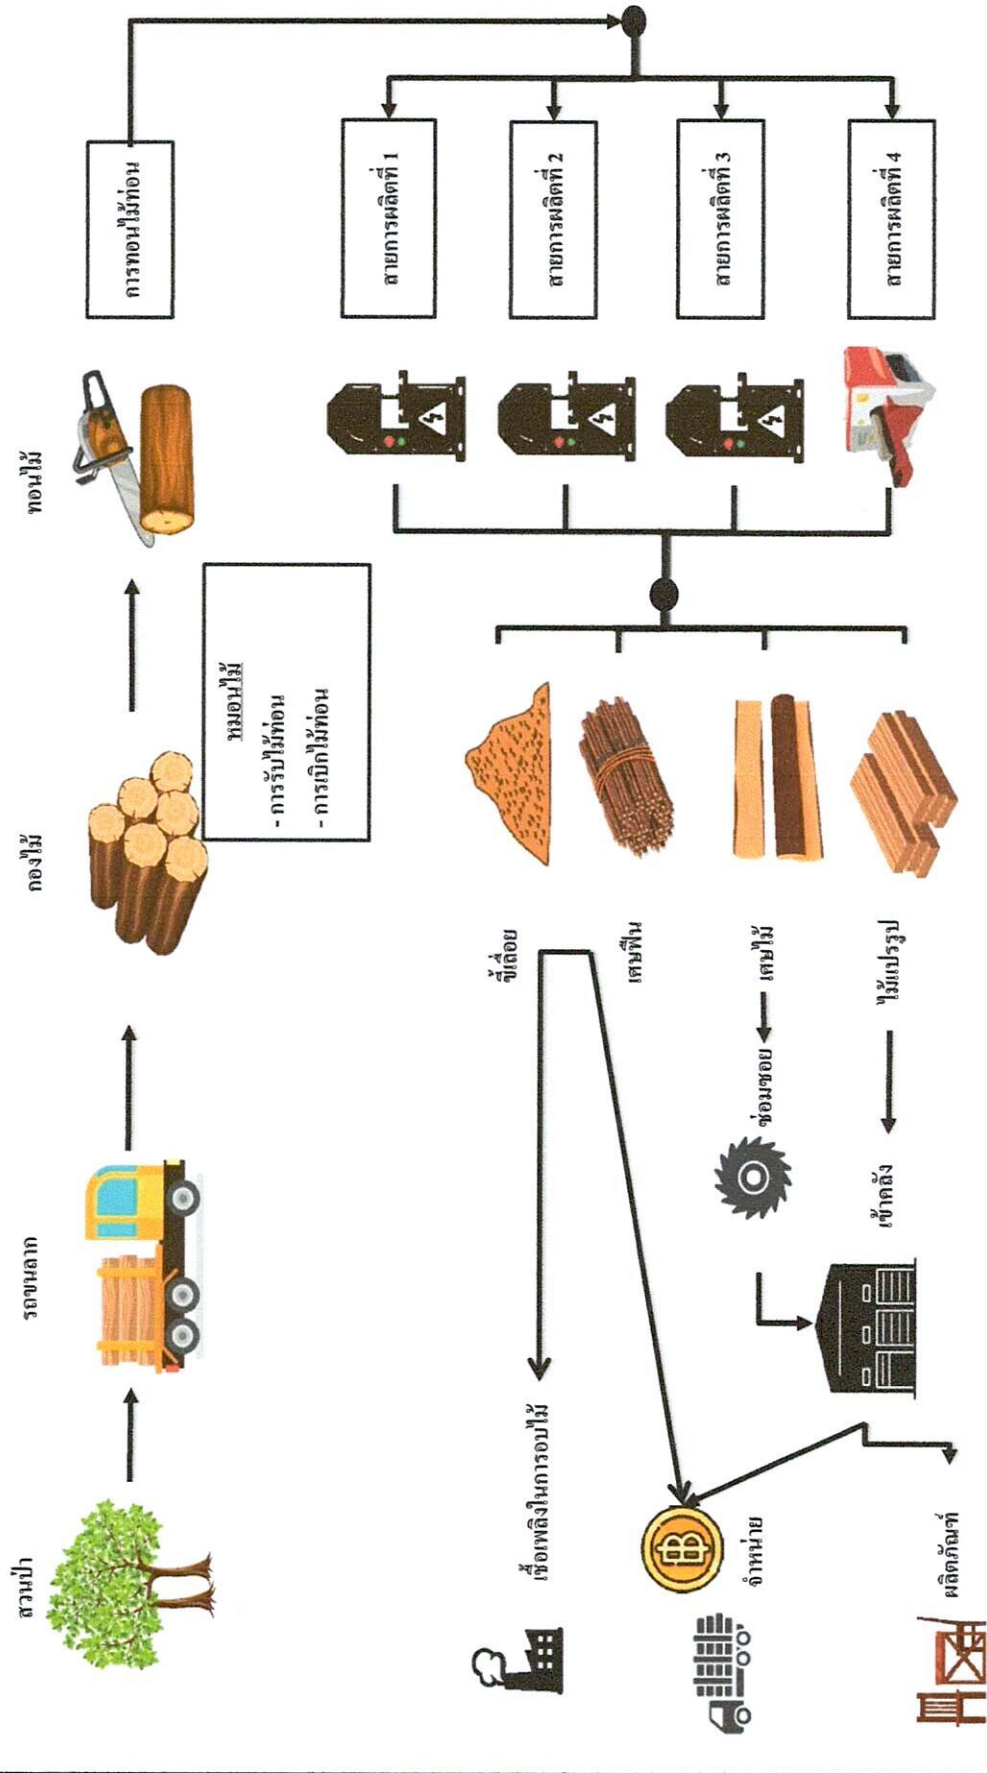 สวนป่า
รถขนลาก
กองไม้
ทอนไม้
การทอนไม้ท่อน
หมอนไม้
- การรับไม้ท่อน
- การเบิกไม้ท่อน
สายการผลิตที่ 1
สายการผลิตที่ 2
สายการผลิตที่ 3
สายการผลิตที่ 4
ขี้เลื่อย
เศษฟืน
เศษไม้
ไม้แปรรูป
ซ่อมซอย
เข้าคลัง
เชื้อเพลิงในการอบไม้
จำหน่าย
ผลิตภัณฑ์